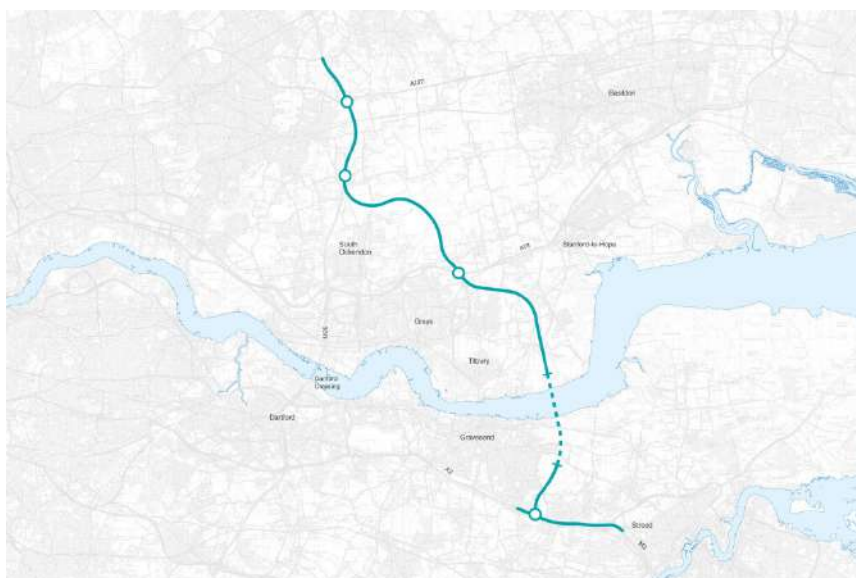 A127
Basildon
South
Ockendon
A13
Stanford-le-Hope
Grays
M25
Tilbury
Dartford
Crossing
Dartford
Gravesend
A2
Strood
M2